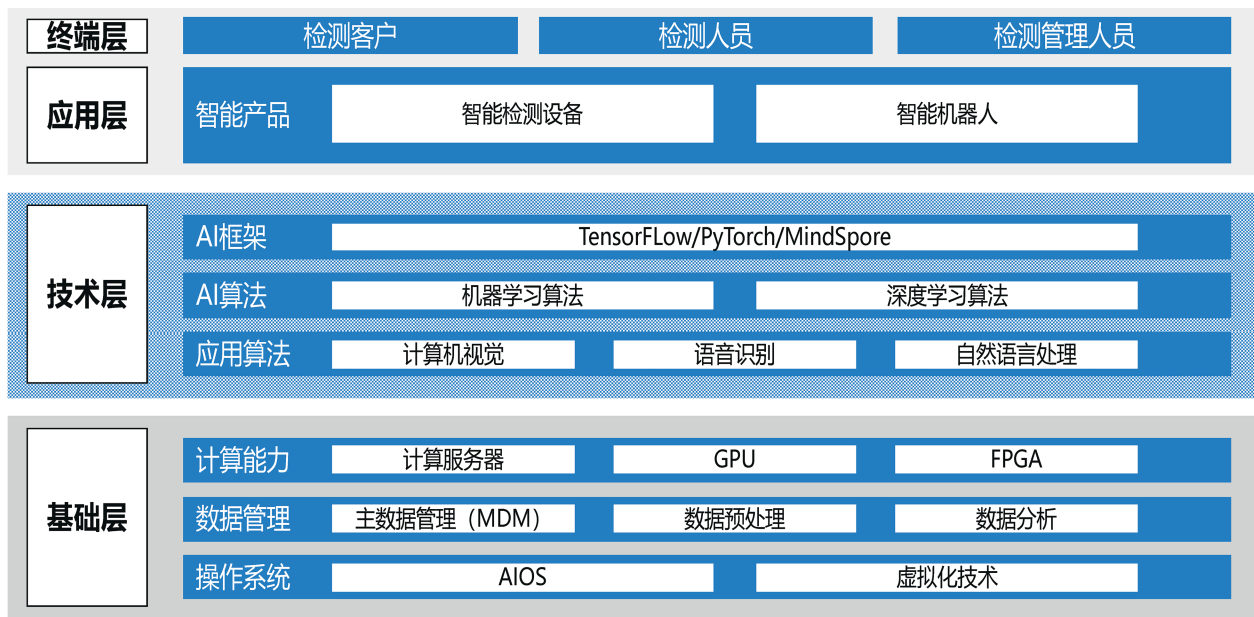 终端层 检测客户 检测人员 检测管理人员
应用层 智能产品 智能检测设备 智能机器人
技术层
AI框架 TensorFLow/PyTorch/MindSpore
AI算法 机器学习算法 深度学习算法
应用算法 计算机视觉 语音识别 自然语言处理
基础层
计算能力 计算服务器 GPU FPGA
数据管理 主数据管理（MDM） 数据预处理 数据分析
操作系统 AIOS 虚拟化技术